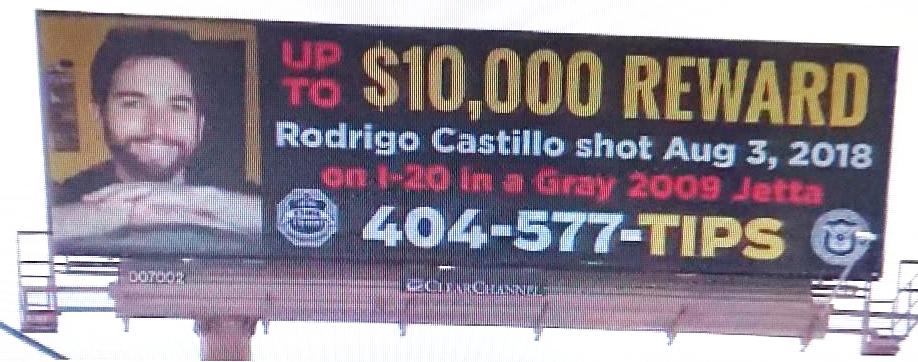 UP TO $10,000 REWARD
Rodrigo Castillo shot Aug 3, 2018
on I-20 in a Gray 2009 Jetta
404-577-TIPS
007002
CLEARCHANNEL